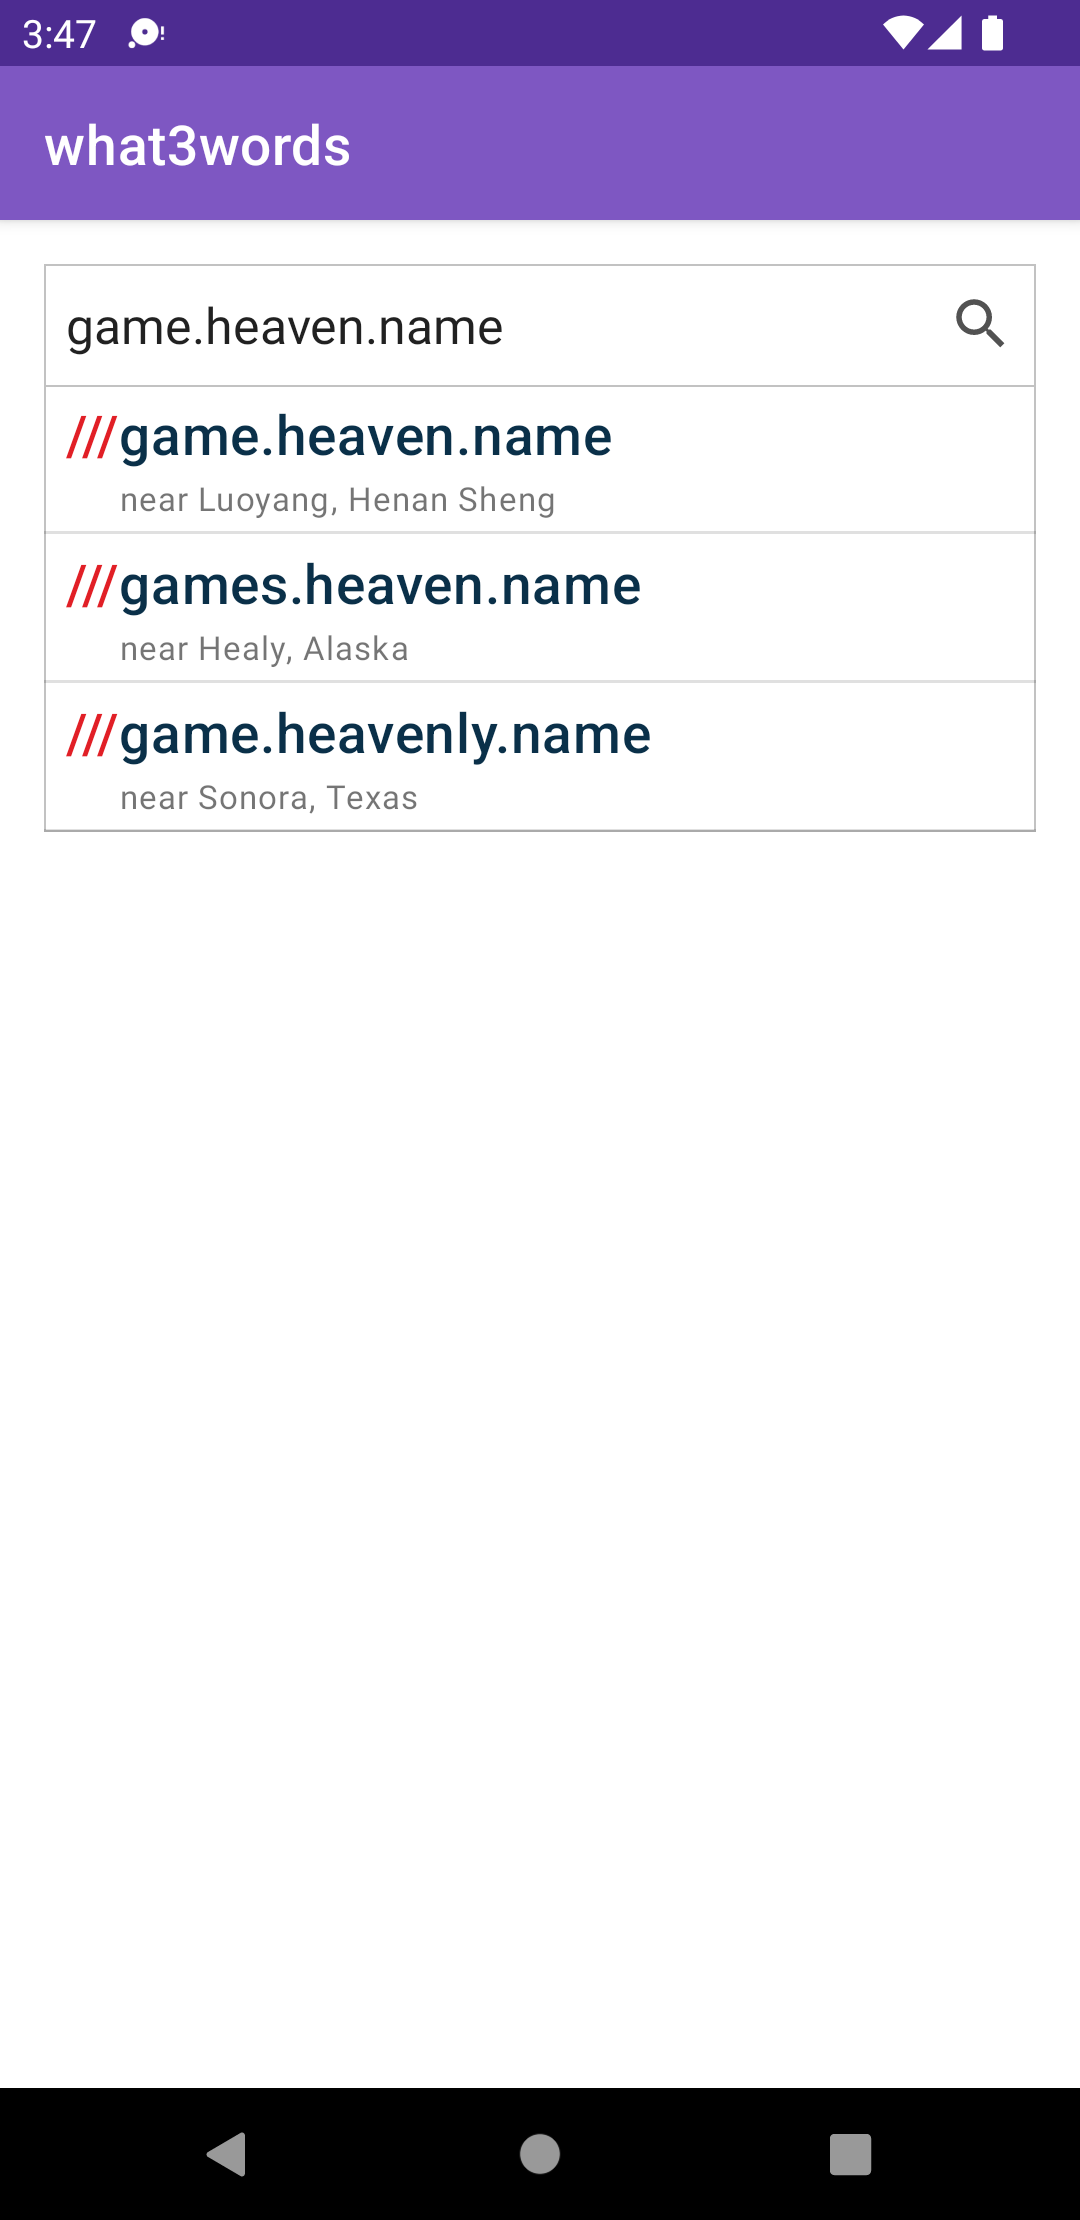 3:47
what3words
game.heaven.name
///game.heaven.name
near Luoyang, Henan Sheng
///games.heaven.name
near Healy, Alaska
///game.heavenly.name
near Sonora, Texas